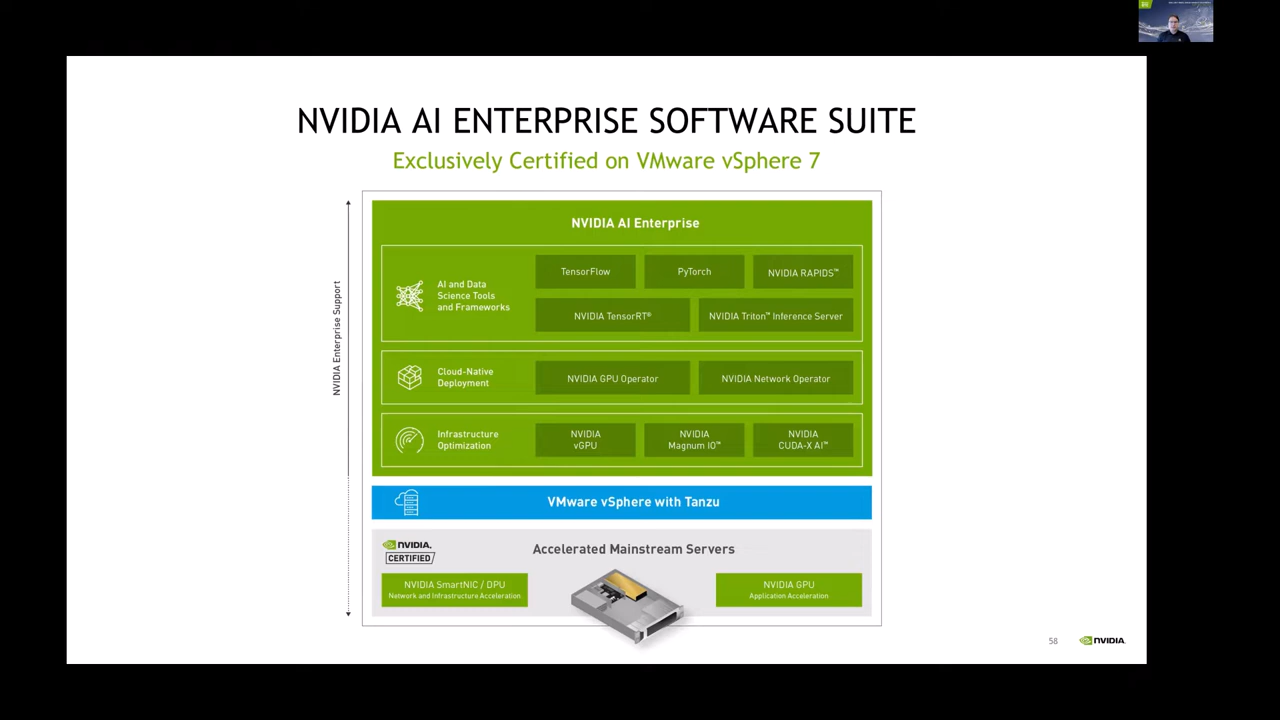 NVIDIA AI ENTERPRISE SOFTWARE SUITE
Exclusively Certified on VMware vSphere 7
NVIDIA Enterprise Support
NVIDIA AI Enterprise
AI and Data
Science Tools
and Frameworks
TensorFlow
PyTorch
NVIDIA RAPIDS™
NVIDIA TensorRT®
NVIDIA Triton™ Inference Server
Cloud-Native
Deployment
NVIDIA GPU Operator
NVIDIA Network Operator
Infrastructure
Optimization
NVIDIA
vGPU
NVIDIA
Magnum IO™
NVIDIA
CUDA-X AI™
VMware vSphere with Tanzu
NVIDIA.
CERTIFIED
Accelerated Mainstream Servers
NVIDIA SmartNIC / DPU
Network and Infrastructure Acceleration
NVIDIA GPU
Application Acceleration
58
NVIDIA.